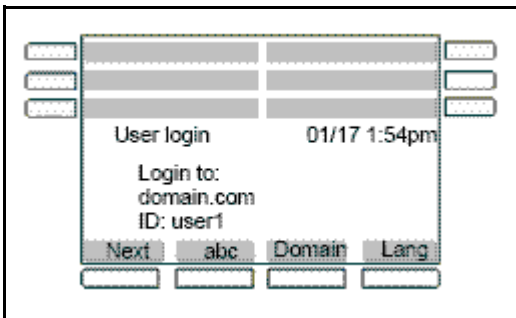 User login 01/17 1:54pm
Login to:
domain.com
ID: user1
Next abc Domain Lang